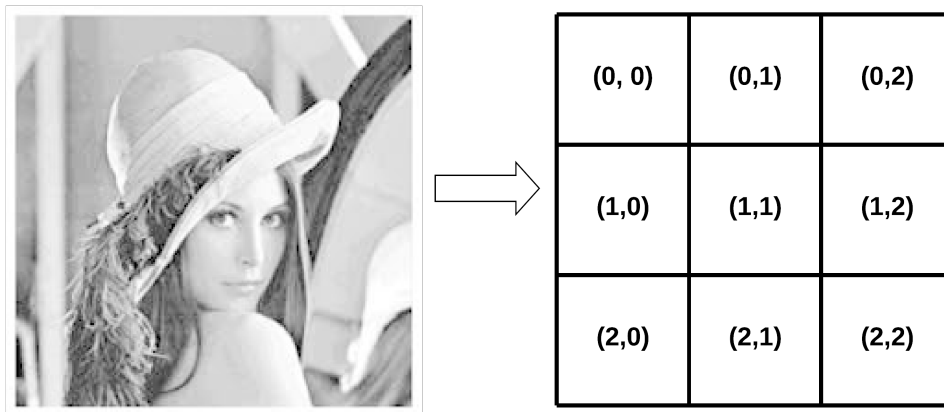 (0, 0) (0,1) (0,2)
(1,0) (1,1) (1,2)
(2,0) (2,1) (2,2)